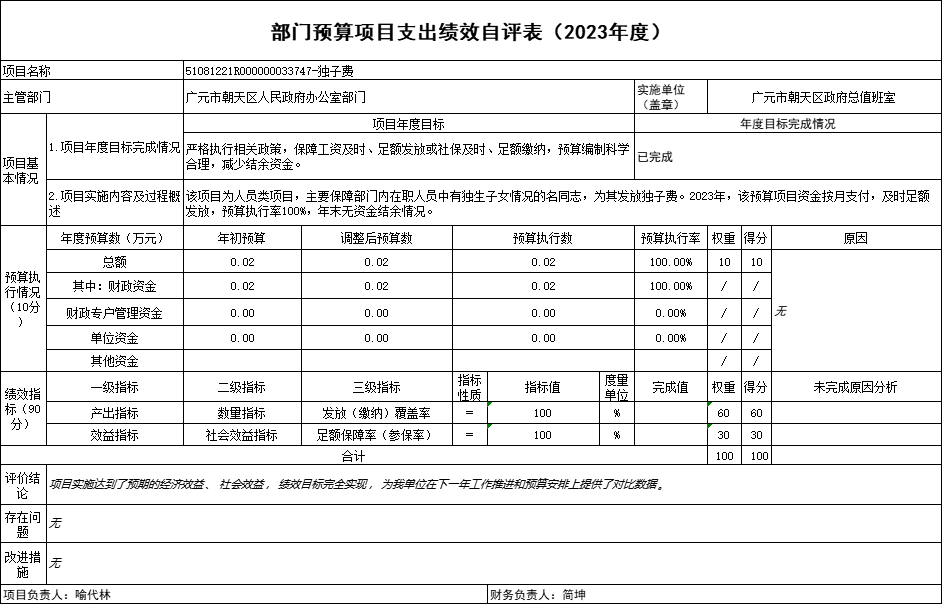 部门预算项目支出绩效自评表（2023年度）
项目名称 51081221R000000033747-独子费
主管部门 广元市朝天区人民政府办公室部门 实施单位（盖章） 广元市朝天区政府总值班室
项目基本情况 1.项目年度目标完成情况 项目年度目标 年度目标完成情况
严格执行相关政策，保障工资及时、足额发放或社保及时、足额缴纳，预算编制科学
合理，减少结余资金。
已完成
2.项目实施内容及过程概述
该项目为人员类项目，主要保障部门内在职人员中有独生子女情况的名同志，为其发放独子费。2023年，该预算项目资金按月支付，及时足额
发放，预算执行率100%，年末无资金结余情况。
预算执行情况（10分） 年度预算数（万元） 年初预算 调整后预算数 预算执行数 预算执行率 权重 得分 原因
总额 0.02 0.02 0.02 100.00% 10 10 无
其中：财政资金 0.02 0.02 0.02 100.00% / /
财政专户管理资金 0.00 0.00 0.00 0.00% / /
单位资金 0.00 0.00 0.00 0.00% / /
其他资金 / /
绩效指标（90分） 一级指标 二级指标 三级指标 指标性质 指标值 度量单位 完成值 权重 得分 未完成原因分析
产出指标 数量指标 发放（缴纳）覆盖率 ＝ 100 % 60 60
效益指标 社会效益指标 足额保障率（参保率） ＝ 100 % 30 30
合计 100 100
评价结论 项目实施达到了预期的经济效益、社会效益，绩效目标完全实现，为我单位在下一年工作推进和预算安排上提供了对比数据。
存在问题 无
改进措施 无
项目负责人：喻代林 财务负责人：简坤